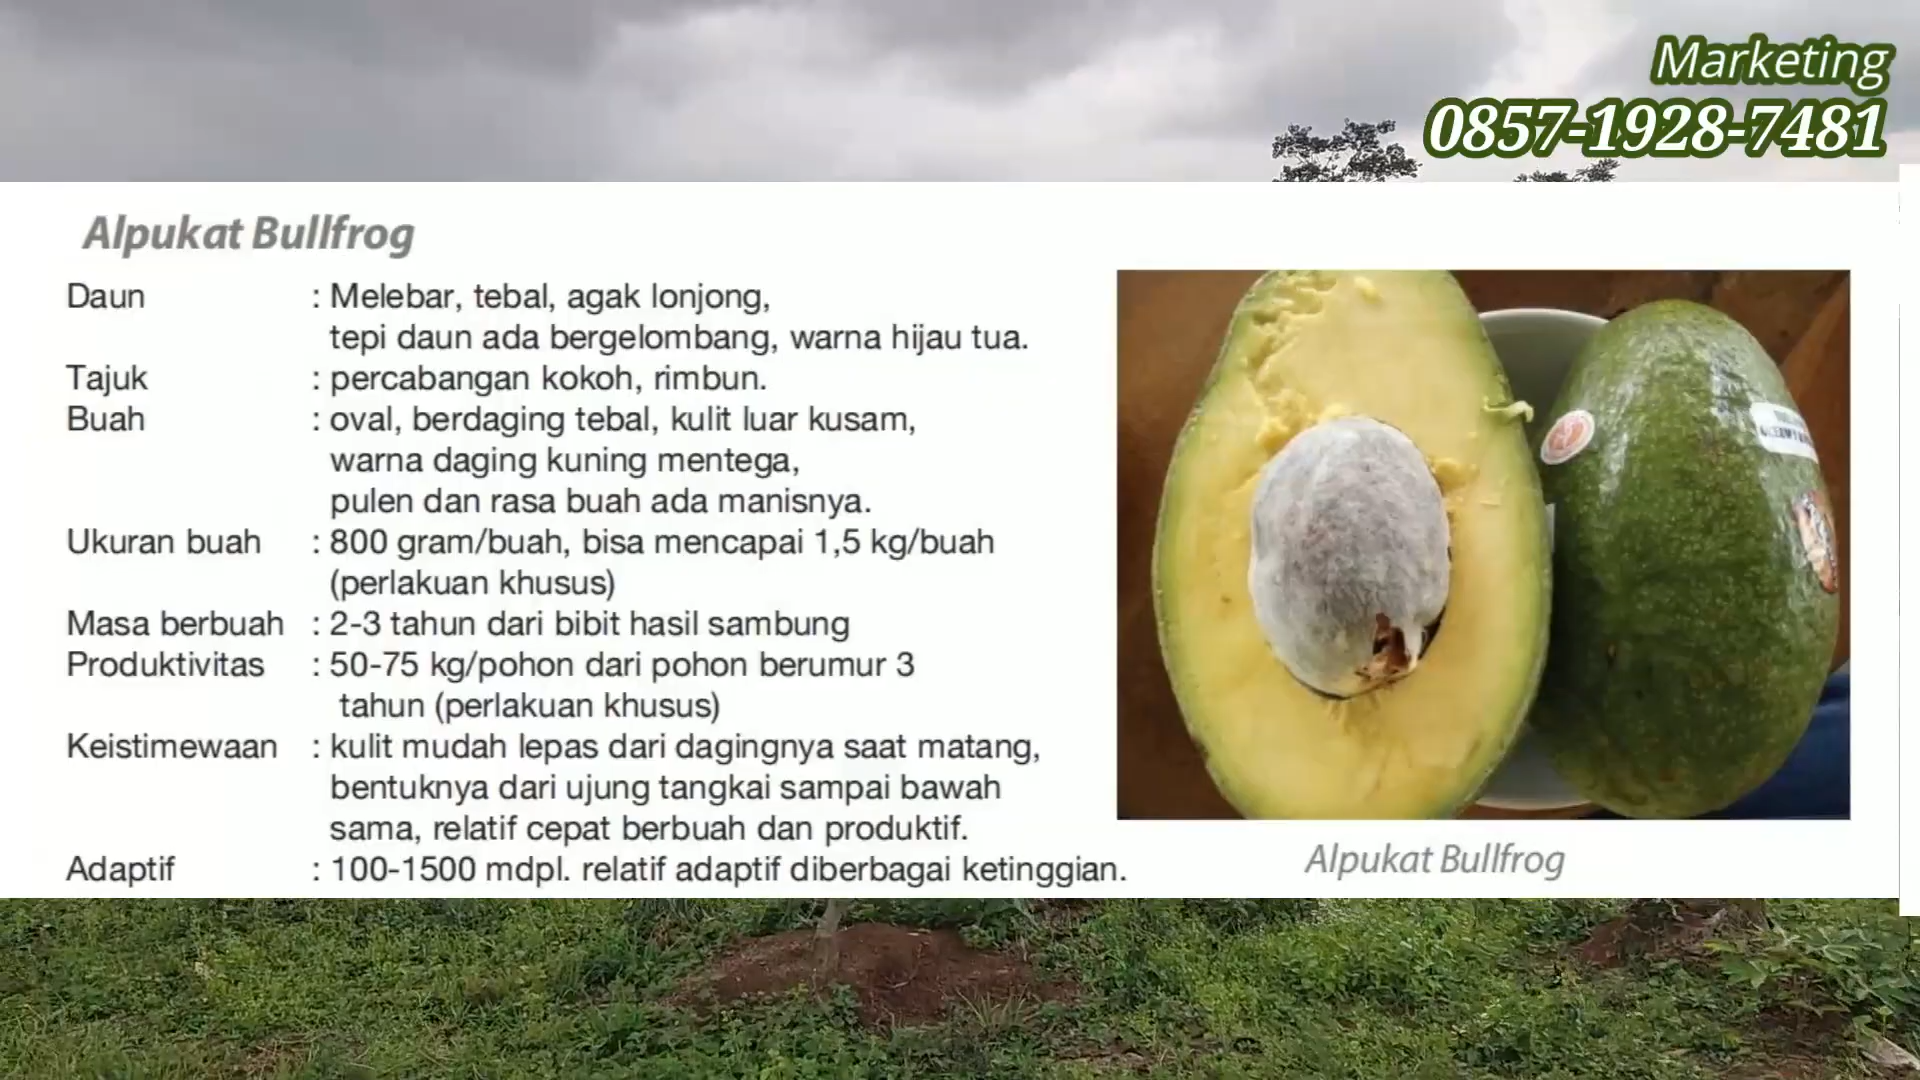 Marketing
0857-1928-7481
Alpukat Bullfrog
Daun : Melebar, tebal, agak lonjong,
tepi daun ada bergelombang, warna hijau tua.
Tajuk : percabangan kokoh, rimbun.
Buah : oval, berdaging tebal, kulit luar kusam,
warna daging kuning mentega,
pulen dan rasa buah ada manisnya.
Ukuran buah : 800 gram/buah, bisa mencapai 1,5 kg/buah
(perlakuan khusus)
Masa berbuah : 2-3 tahun dari bibit hasil sambung
Produktivitas : 50-75 kg/pohon dari pohon berumur 3
tahun (perlakuan khusus)
Keistimewaan : kulit mudah lepas dari dagingnya saat matang,
bentuknya dari ujung tangkai sampai bawah
sama, relatif cepat berbuah dan produktif.
Adaptif : 100-1500 mdpl. relatif adaptif diberbagai ketinggian.
Alpukat Bullfrog